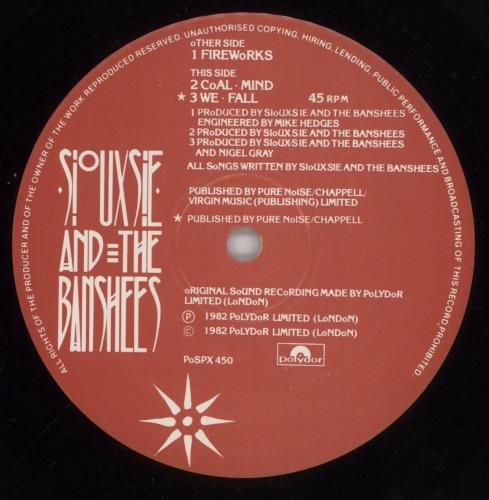 ALL RIGHTS OF THE PRODUCER AND OF THE OWNER OF THE WORK REPRODUCED RESERVED. UNAUTHORISED COPYING, HIRING, LENDING, PUBLIC PERFORMANCE AND BROADCASTING OF THIS RECORD PROHIBITED.
oTHER SIDE
1 FIREWoRKS
THIS SIDE
2 CoAL · MIND
★ 3 WE · FALL 45 RPM
1 PRoDUCED BY SIoUXSIE AND THE BANSHEES
ENGINEERED BY MIKE HEDGES
2 PRoDUCED BY SIoUXSIE AND THE BANSHEES
3 PRoDUCED BY SIoUXSIE AND THE BANSHEES
AND NIGEL GRAY
ALL SoNGS WRITTEN BY SIoUXSIE AND THE BANSHEES
·SIoUXSIE·
AND THE
BANSHEES
PUBLISHED BY PURE NoISE/CHAPPELL/
VIRGIN MUSIC (PUBLISHING) LIMITED
★ PUBLISHED BY PURE NoISE/CHAPPELL
oRIGINAL SoUND RECoRDING MADE BY PoLYDoR
LIMITED (LoNDoN)
Ⓟ 1982 PoLYDoR LIMITED (LoNDoN)
© 1982 PoLYDoR LIMITED (LoNDoN)
PoSPX 450
polydor